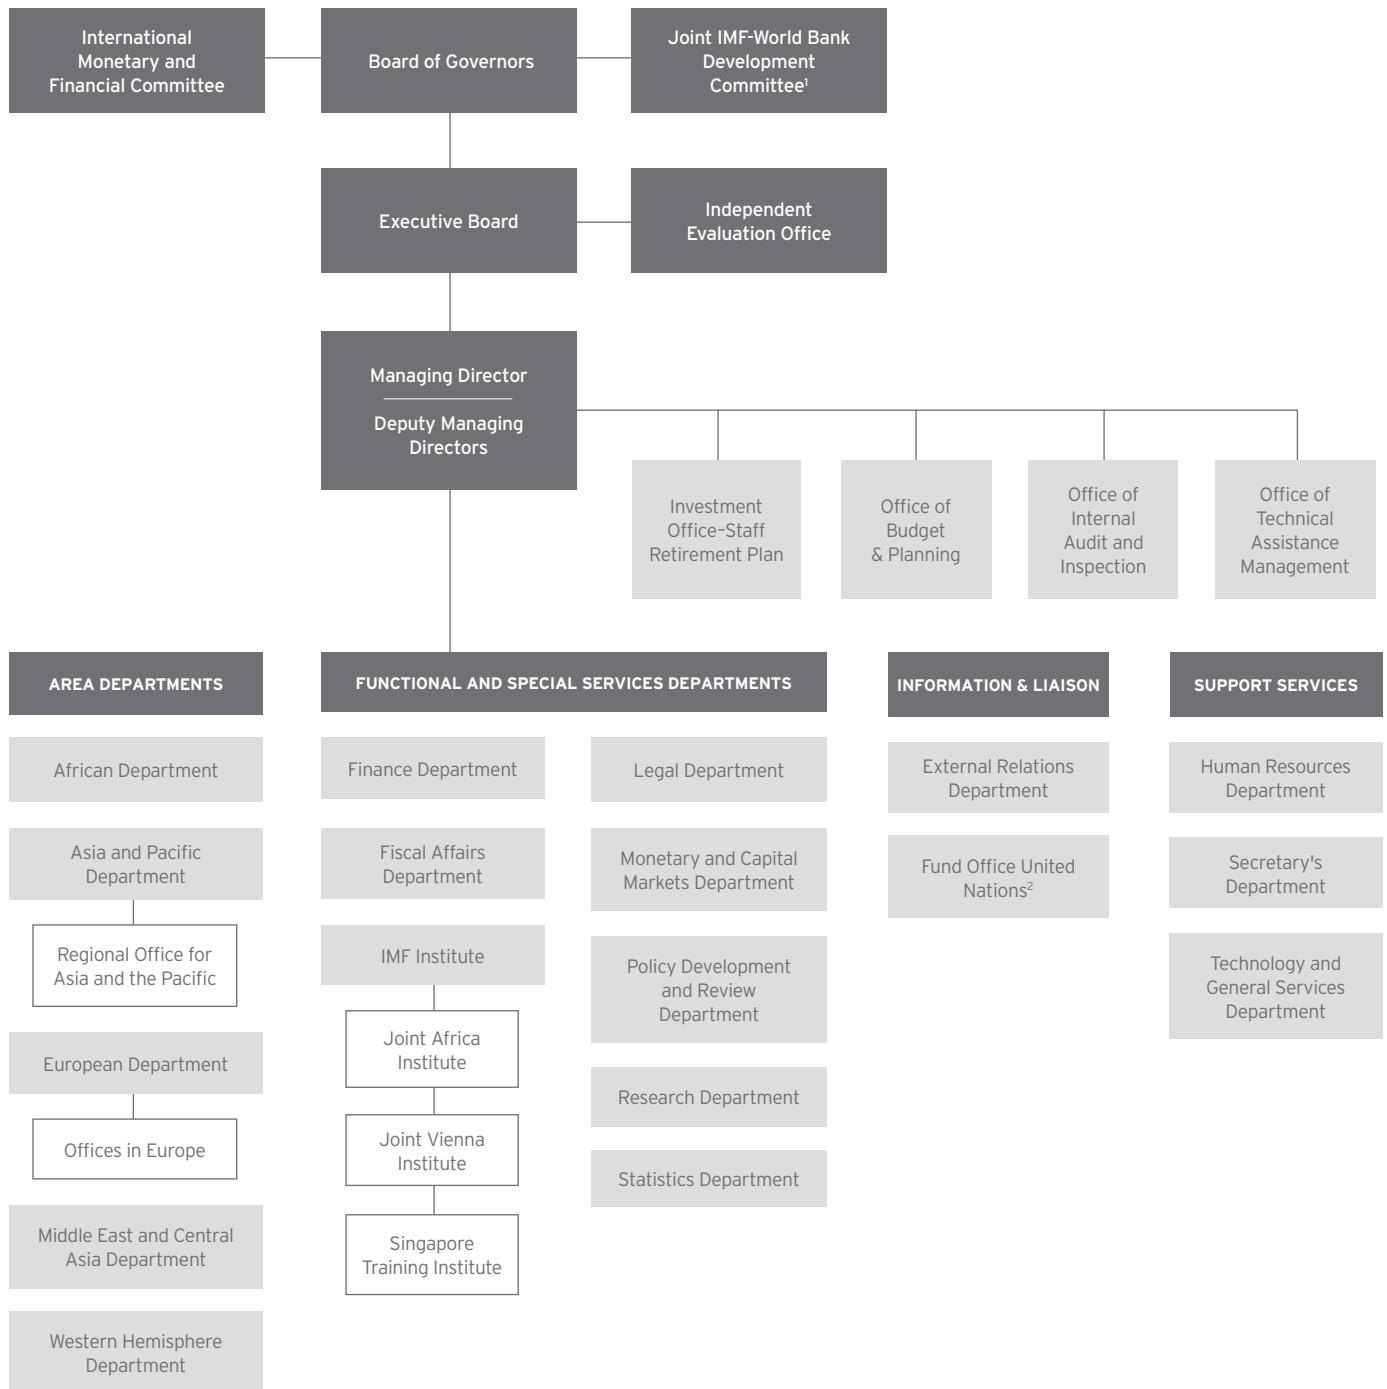 International
Monetary and
Financial Committee
Board of Governors
Joint IMF-World Bank
Development
Committee¹
Executive Board
Independent
Evaluation Office
Managing Director
Deputy Managing
Directors
Investment
Office–Staff
Retirement Plan
Office of
Budget
& Planning
Office of
Internal
Audit and
Inspection
Office of
Technical
Assistance
Management
AREA DEPARTMENTS
African Department
Asia and Pacific
Department
Regional Office for
Asia and the Pacific
European Department
Offices in Europe
Middle East and Central
Asia Department
Western Hemisphere
Department
FUNCTIONAL AND SPECIAL SERVICES DEPARTMENTS
Finance Department
Fiscal Affairs
Department
IMF Institute
Joint Africa
Institute
Joint Vienna
Institute
Singapore
Training Institute
Legal Department
Monetary and Capital
Markets Department
Policy Development
and Review
Department
Research Department
Statistics Department
INFORMATION & LIAISON
External Relations
Department
Fund Office United
Nations²
SUPPORT SERVICES
Human Resources
Department
Secretary's
Department
Technology and
General Services
Department